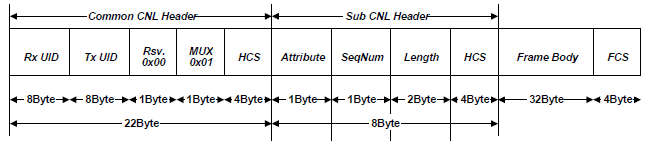 Common CNL Header Sub CNL Header
Rx UID Tx UID Rsv. 0x00 MUX 0x01 HCS Attribute SeqNum Length HCS Frame Body FCS
8Byte 8Byte 1Byte 1Byte 4Byte 1Byte 1Byte 2Byte 4Byte 32Byte 4Byte
22Byte 8Byte